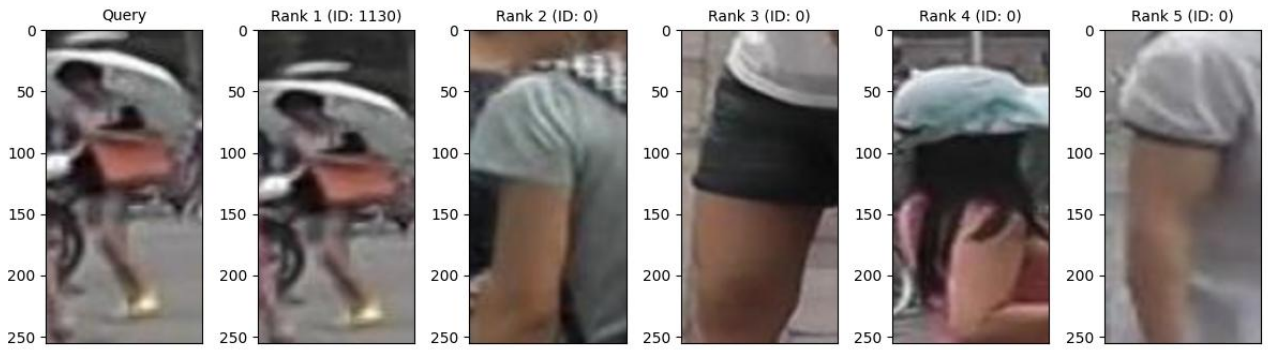 Query
Rank 1 (ID: 1130)
Rank 2 (ID: 0)
Rank 3 (ID: 0)
Rank 4 (ID: 0)
Rank 5 (ID: 0)
0 0 0 0 0 0
50 50 50 50 50 50
100 100 100 100 100 100
150 150 150 150 150 150
200 200 200 200 200 200
250 250 250 250 250 250